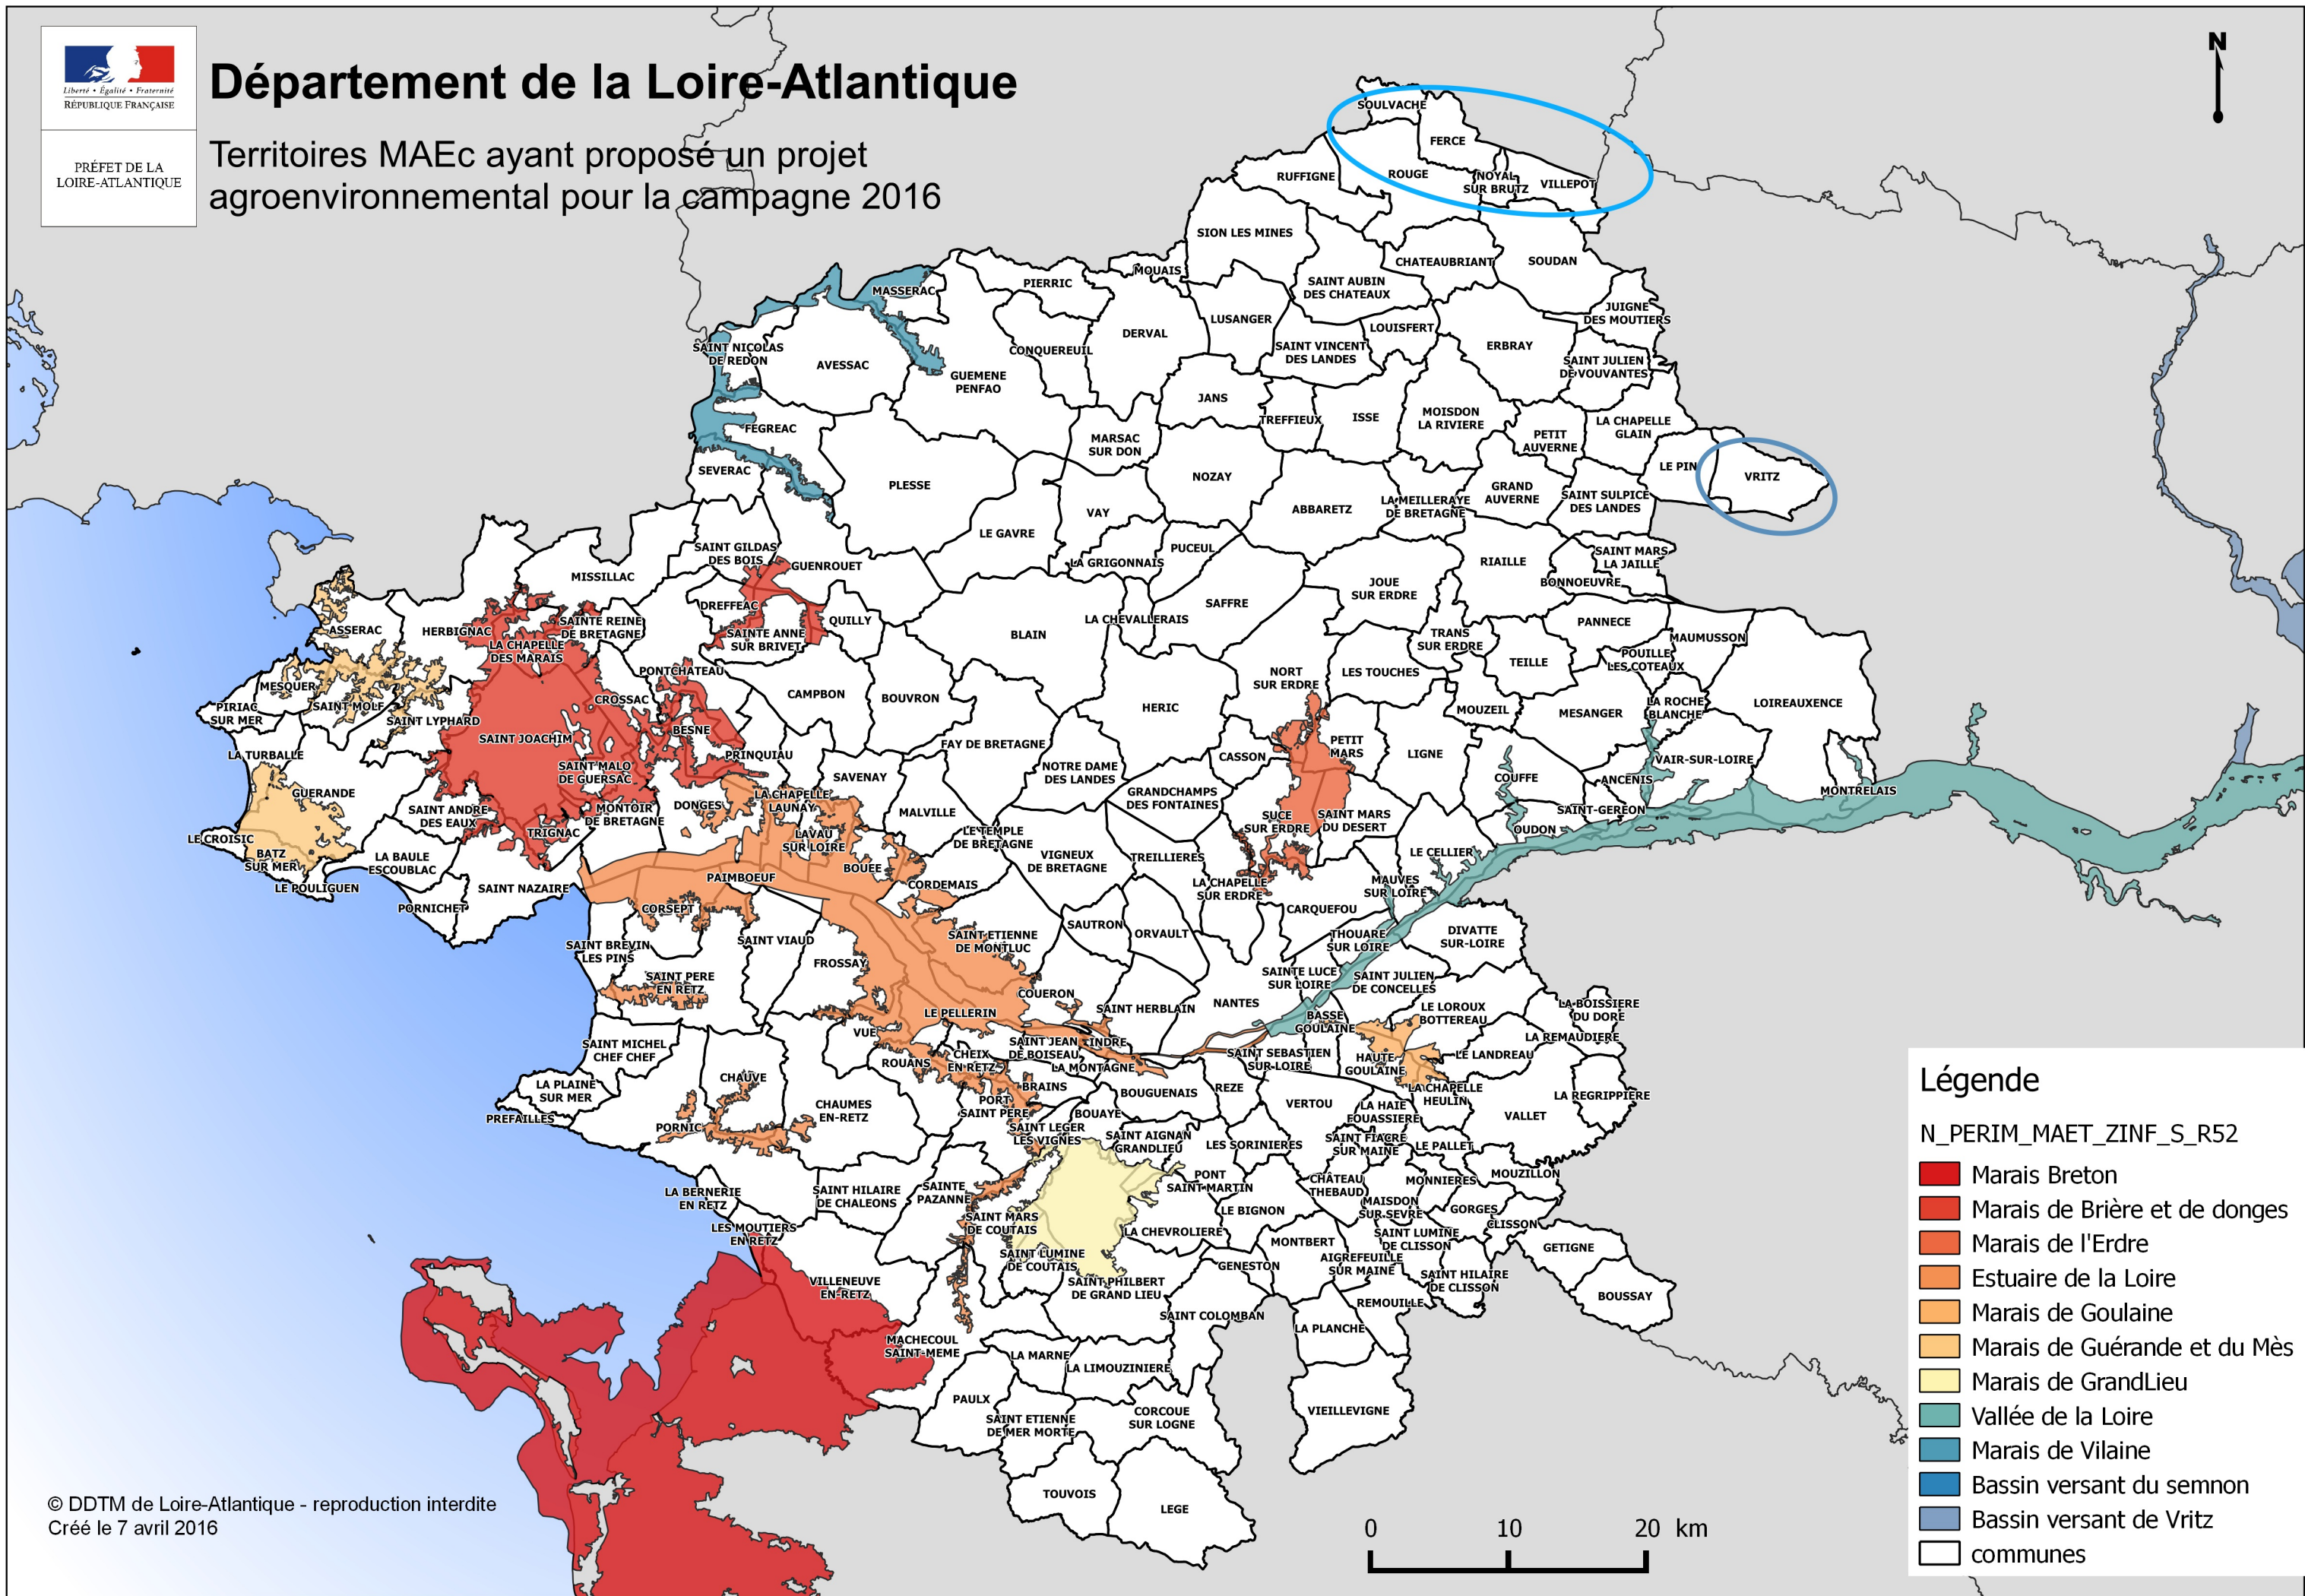 Liberté • Égalité • Fraternité
RÉPUBLIQUE FRANÇAISE
PRÉFET DE LA
LOIRE-ATLANTIQUE
Département de la Loire-Atlantique
Territoires MAEc ayant proposé un projet
agroenvironnemental pour la campagne 2016
N
SOULVACHE
FERCE
ROUGE
NOYAL
SUR BRUTZ
VILLEPOT
RUFFIGNE
SION LES MINES
CHATEAUBRIANT
SOUDAN
MOUAIS
PIERRIC
MASSERAC
SAINT AUBIN
DES CHATEAUX
JUIGNE
DES MOUTIERS
LUSANGER
LOUISFERT
DERVAL
ERBRAY
SAINT NICOLAS
DE REDON
AVESSAC
CONQUEREUIL
SAINT VINCENT
DES LANDES
SAINT JULIEN
DE VOUVANTES
GUEMENE
PENFAO
JANS
TREFFIEUX
ISSE
MOISDON
LA RIVIERE
LA CHAPELLE
GLAIN
FEGREAC
MARSAC
SUR DON
PETIT
AUVERNE
SEVERAC
PLESSE
NOZAY
LE PIN
VRITZ
GRAND
AUVERNE
LA MEILLERAYE
DE BRETAGNE
SAINT SULPICE
DES LANDES
VAY
ABBARETZ
LE GAVRE
SAINT GILDAS
DES BOIS
PUCEUL
LA GRIGONNAIS
GUENROUET
MISSILLAC
RIAILLE
SAINT MARS
LA JAILLE
BONNOEUVRE
JOUE
SUR ERDRE
SAFFRE
DREFFEAC
QUILLY
LA CHEVALLERAIS
ASSERAC
HERBIGNAC
SAINTE REINE
DE BRETAGNE
LA CHAPELLE
DES MARAIS
SAINTE ANNE
SUR BRIVET
BLAIN
PANNECE
TRANS
SUR ERDRE
MAUMUSSON
TEILLE
POUILLE
LES COTEAUX
PONTCHATEAU
NORT
SUR ERDRE
LES TOUCHES
MESQUER
CAMPBON
BOUVRON
CROSSAC
PIRIAC
SUR MER
SAINT MOLF
SAINT LYPHARD
HERIC
MOUZEIL
MESANGER
LA ROCHE
BLANCHE
LOIREAUXENCE
SAINT JOACHIM
BESNE
LA TURBALLE
PRINQUIAU
FAY DE BRETAGNE
CASSON
PETIT
MARS
LIGNE
VAIR-SUR-LOIRE
SAINT MALO
DE GUERSAC
SAVENAY
NOTRE DAME
DES LANDES
COUFFE
ANCENIS
MONTRELAIS
GUERANDE
LA CHAPELLE
LAUNAY
GRANDCHAMPS
DES FONTAINES
SAINT ANDRE
DES EAUX
MONTOIR
DE BRETAGNE
DONGES
MALVILLE
SUCE
SUR ERDRE
SAINT MARS
DU DESERT
SAINT-GEREON
OUDON
TRIGNAC
LAVAU
SUR LOIRE
LE TEMPLE
DE BRETAGNE
LE CROISIC
BATZ
SUR MER
LA BAULE
ESCOUBLAC
LE POULIGUEN
VIGNEUX
DE BRETAGNE
TREILLIERES
LE CELLIER
BOUEE
PAIMBOEUF
CORDEMAIS
SAINT NAZAIRE
LA CHAPELLE
SUR ERDRE
MAUVES
SUR LOIRE
PORNICHET
CORSEPT
CARQUEFOU
SAUTRON
ORVAULT
SAINT BREVIN
LES PINS
SAINT VIAUD
SAINT ETIENNE
DE MONTLUC
THOUARE
SUR LOIRE
DIVATTE
SUR-LOIRE
FROSSAY
SAINT PERE
EN RETZ
SAINTE LUCE
SUR LOIRE
SAINT JULIEN
DE CONCELLES
COUERON
SAINT HERBLAIN
NANTES
LE PELLERIN
BASSE
GOULAINE
LE LOROUX
BOTTEREAU
LA BOISSIERE
DU DORE
VUE
SAINT MICHEL
CHEF CHEF
SAINT JEAN
DE BOISEAU
INDRE
LA REMAUDIERE
ROUANS
CHEIX
EN RETZ
LA MONTAGNE
SAINT SEBASTIEN
SUR-LOIRE
HAUTE
GOULAINE
LE LANDREAU
CHAUVE
LA PLAINE
SUR MER
BRAINS
BOUGUENAIS
REZE
LA CHAPELLE
HEULIN
LA REGRIPPIERE
PREFAILLES
CHAUMES
EN-RETZ
PORT
SAINT PERE
BOUAYE
VERTOU
LA HAIE
FOUASSIERE
VALLET
PORNIC
SAINT LEGER
LES VIGNES
SAINT AIGNAN
GRANDLIEU
LES SORINIERES
SAINT FIACRE
SUR MAINE
LE PALLET
LA BERNERIE
EN RETZ
SAINT HILAIRE
DE CHALEONS
SAINTE
PAZANNE
PONT
SAINT MARTIN
CHÂTEAU
THEBAUD
MONNIERES
MOUZILLON
LES MOUTIERS
EN RETZ
SAINT MARS
DE COUTAIS
LA CHEVROLIERE
LE BIGNON
MAISDON
SUR SEVRE
GORGES
CLISSON
SAINT LUMINE
DE COUTAIS
MONTBERT
SAINT LUMINE
DE CLISSON
GETIGNE
VILLENEUVE
EN-RETZ
SAINT PHILBERT
DE GRAND LIEU
GENESTON
AIGREFEUILLE
SUR MAINE
SAINT HILAIRE
DE CLISSON
BOUSSAY
SAINT COLOMBAN
REMOUILLE
LA PLANCHE
MACHECOUL
SAINT-MEME
LA MARNE
LA LIMOUZINIERE
PAULX
SAINT ETIENNE
DE MER MORTE
CORCOUE
SUR LOGNE
VIEILLEVIGNE
TOUVOIS
LEGE
Légende
N_PERIM_MAET_ZINF_S_R52
Marais Breton
Marais de Brière et de donges
Marais de l'Erdre
Estuaire de la Loire
Marais de Goulaine
Marais de Guérande et du Mès
Marais de GrandLieu
Vallée de la Loire
Marais de Vilaine
Bassin versant du semnon
Bassin versant de Vritz
communes
0 10 20 km
© DDTM de Loire-Atlantique - reproduction interdite
Créé le 7 avril 2016